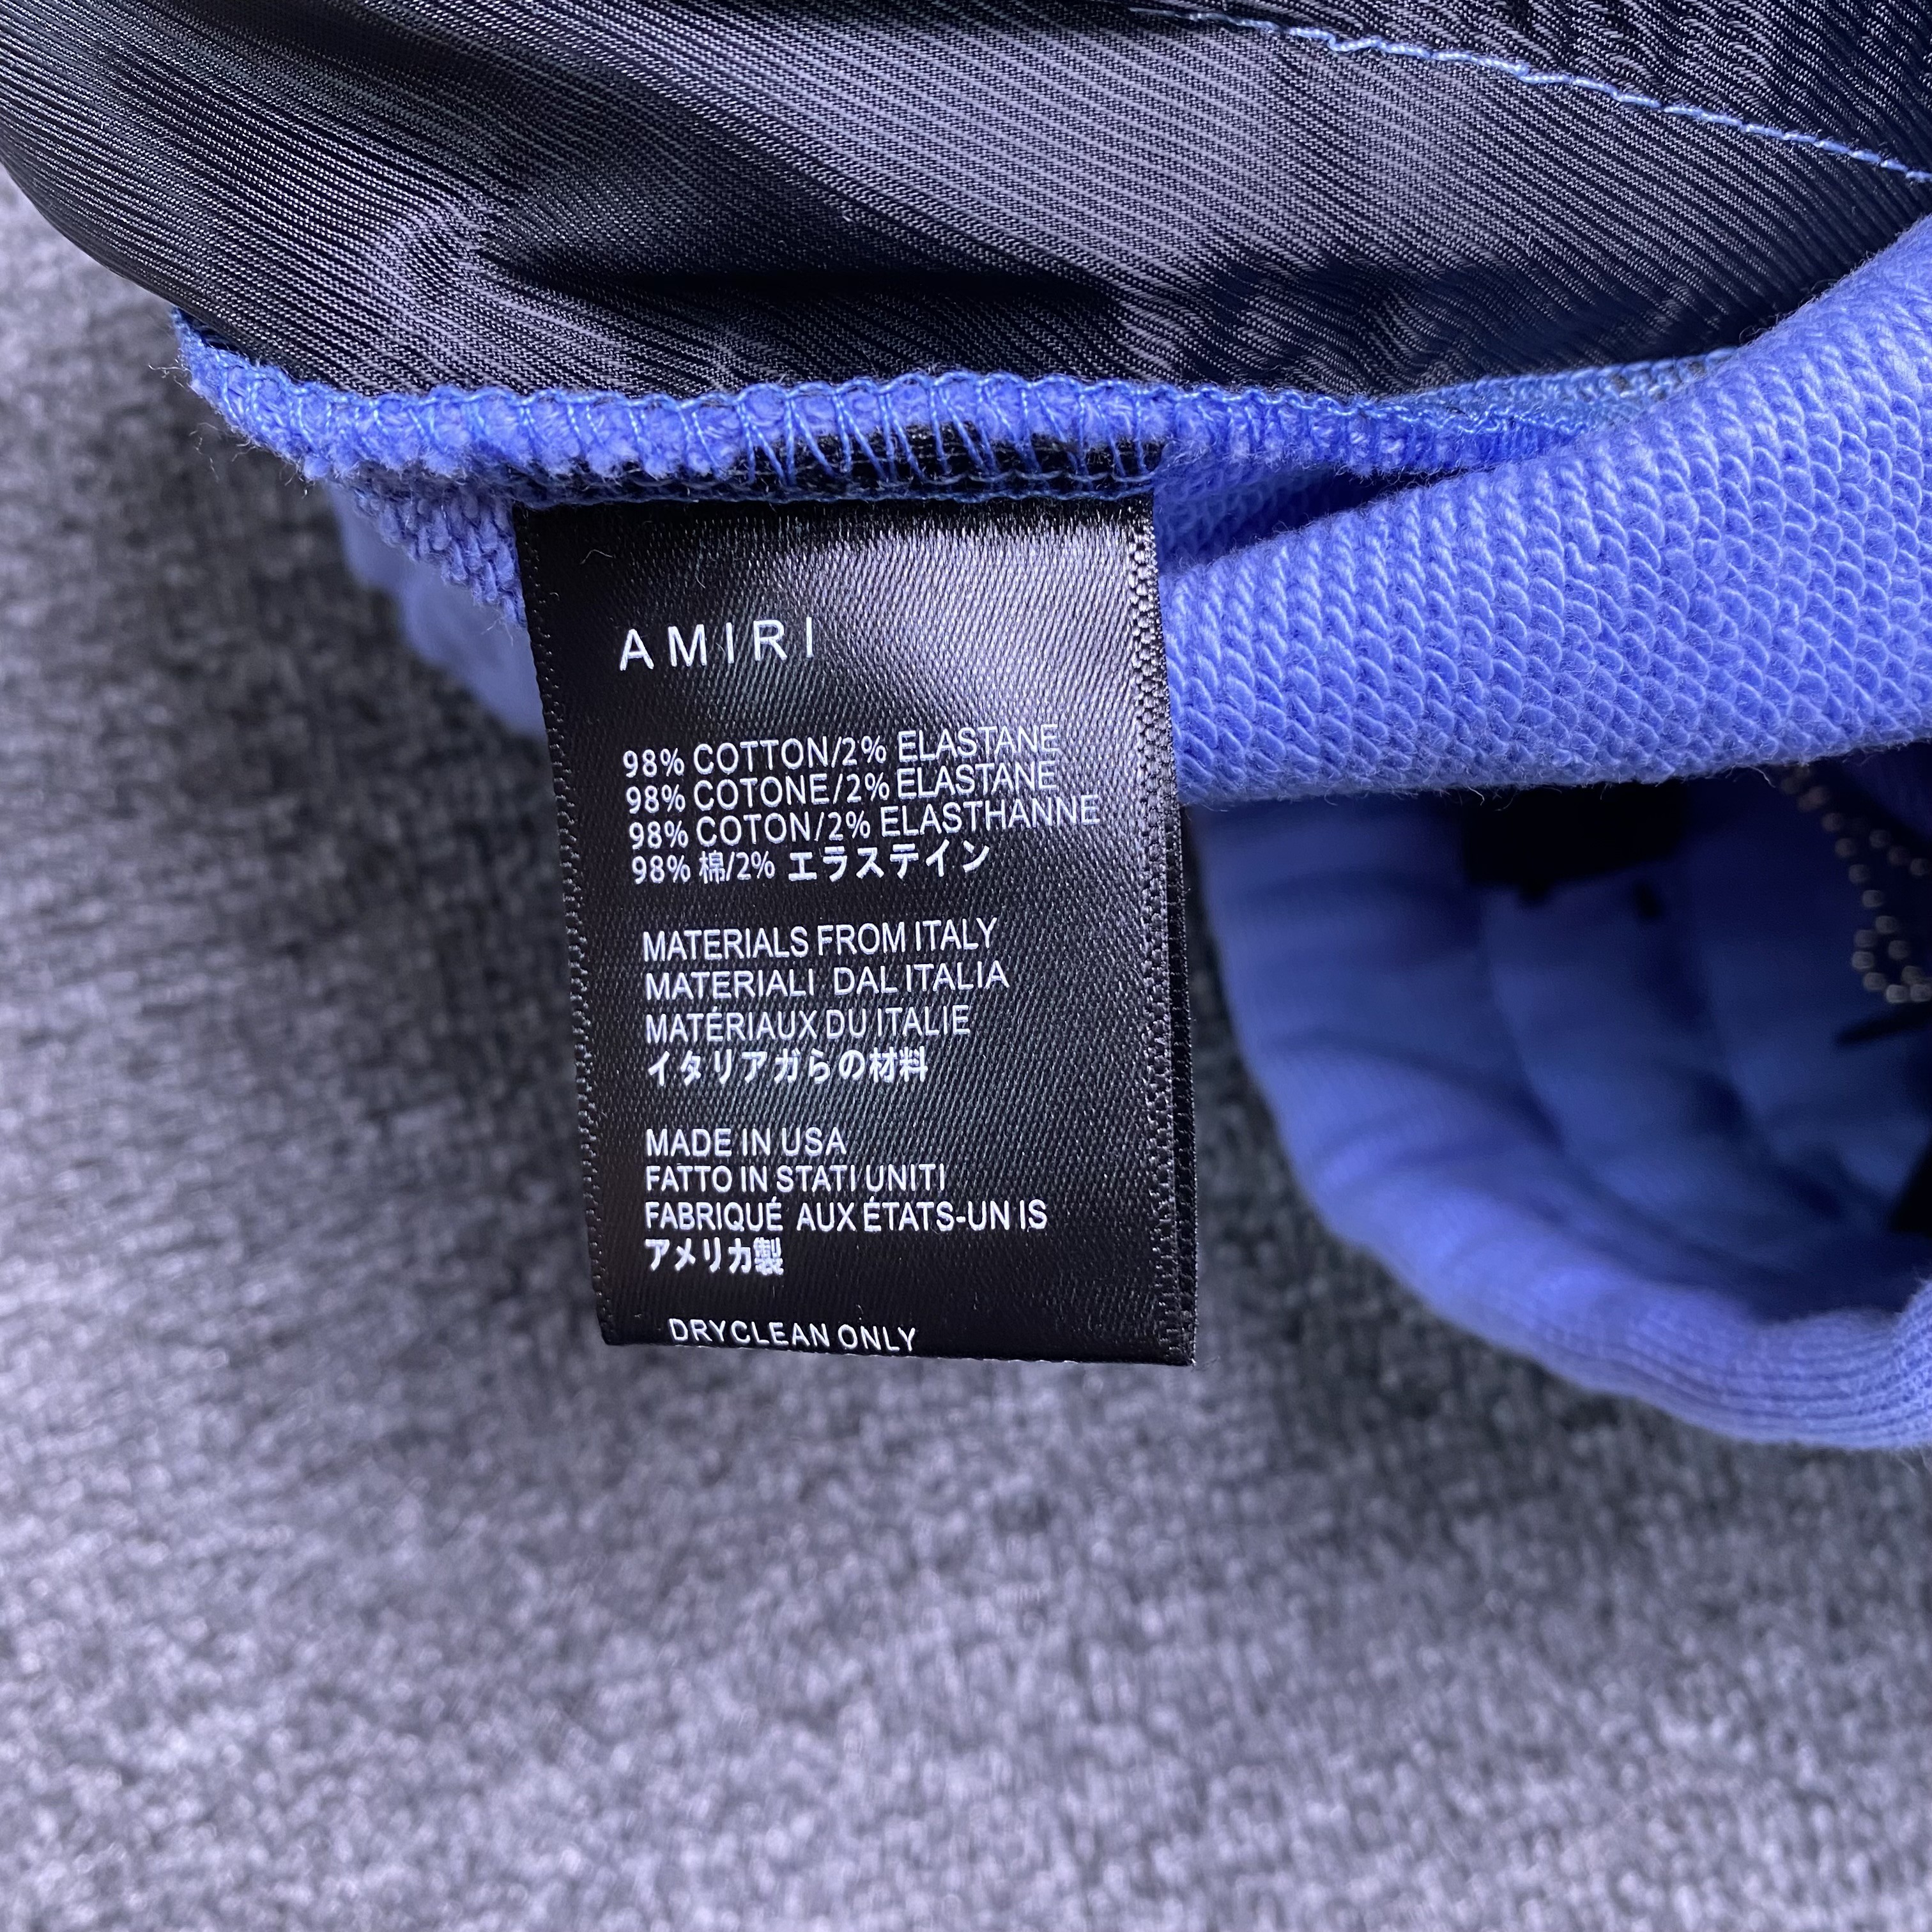 AMIRI
98% COTTON/2% ELASTANE
98% COTONE/2% ELASTANE
98% COTON/2% ELASTHANNE
98% 棉/2% エラステイン
MATERIALS FROM ITALY
MATERIALI DALITALIA
MATÉRIAUX DU ITALIE
イタリアガらの材料
MADE IN USA
FATTO IN STATI UNITI
FABRIQUÉ AUX ÉTATS-UN IS
アメリカ製
DRYCLEAN ONLY